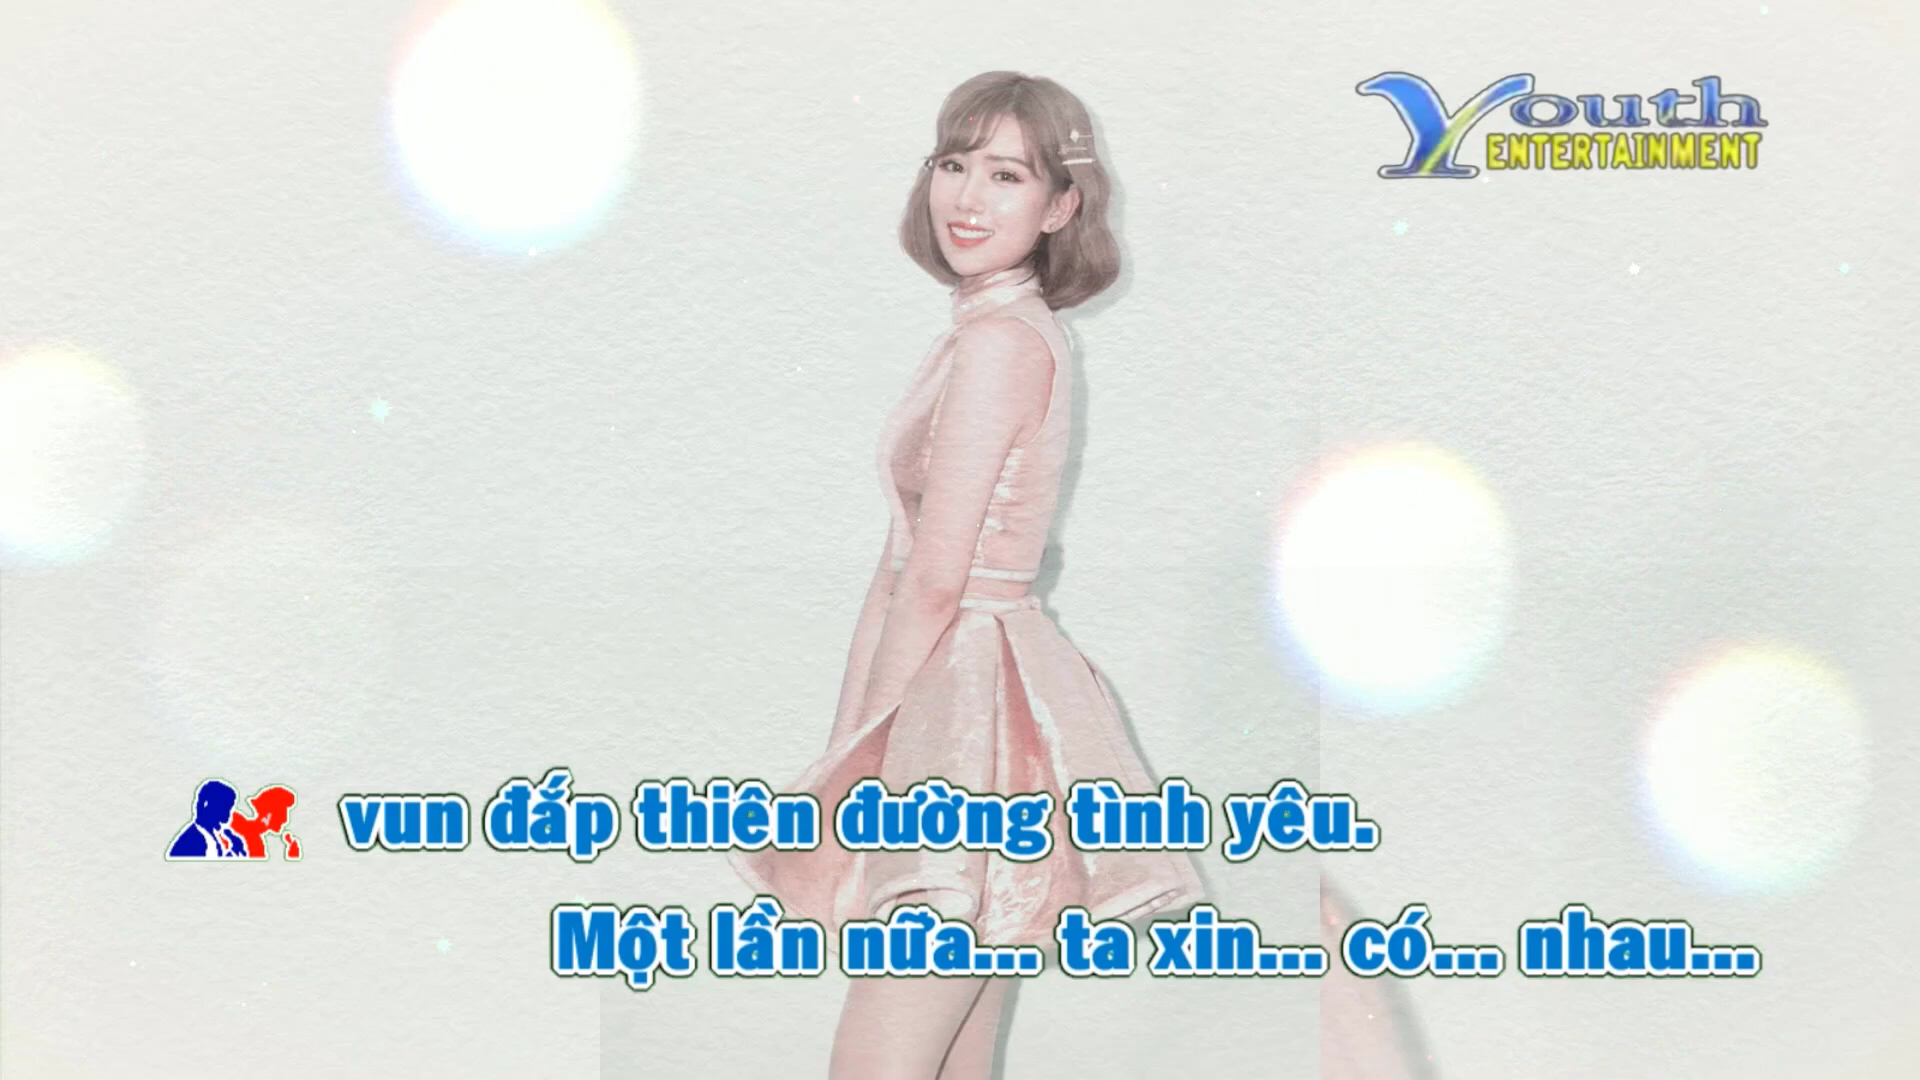 Youth
ENTERTAINMENT
vun đắp thiên đường tình yêu.
Một lần nữa... ta xin... có... nhau...